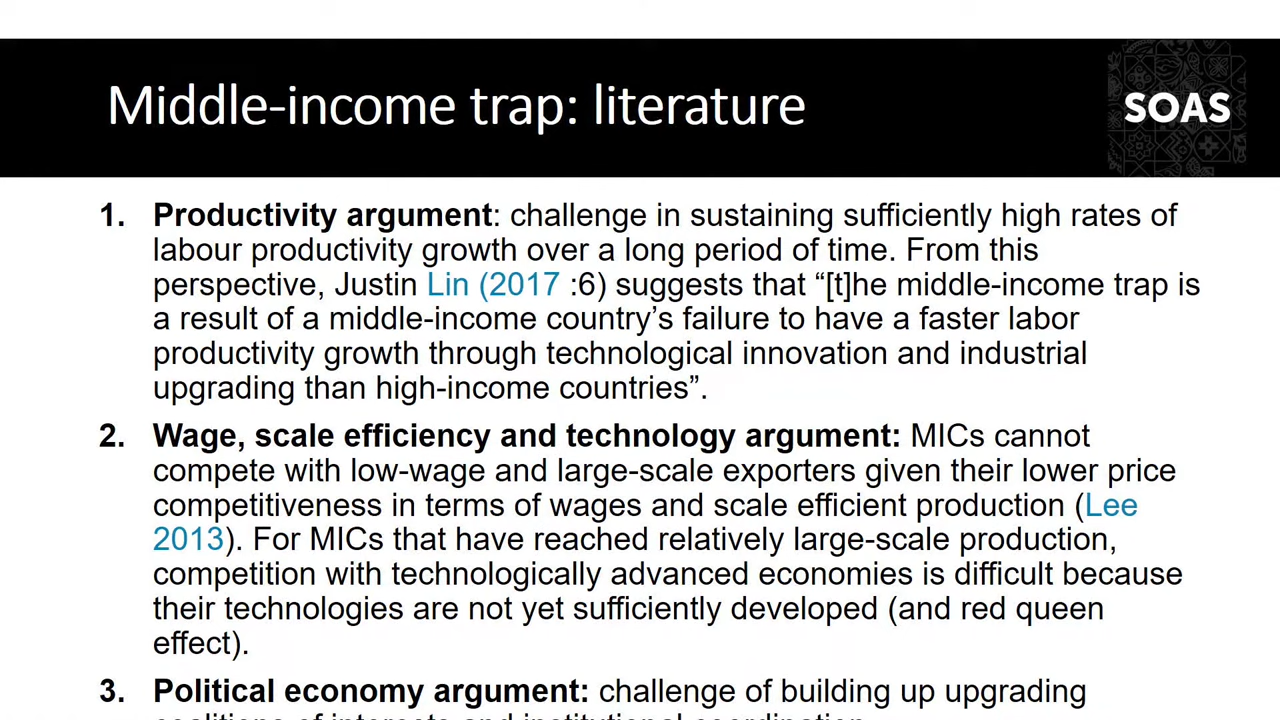 Middle-income trap: literature
SOAS
1. Productivity argument: challenge in sustaining sufficiently high rates of
labour productivity growth over a long period of time. From this
perspective, Justin Lin (2017 :6) suggests that “[t]he middle-income trap is
a result of a middle-income country’s failure to have a faster labor
productivity growth through technological innovation and industrial
upgrading than high-income countries”.
2. Wage, scale efficiency and technology argument: MICs cannot
compete with low-wage and large-scale exporters given their lower price
competitiveness in terms of wages and scale efficient production (Lee
2013). For MICs that have reached relatively large-scale production,
competition with technologically advanced economies is difficult because
their technologies are not yet sufficiently developed (and red queen
effect).
3. Political economy argument: challenge of building up upgrading
coalitions of interests and institutional coordination